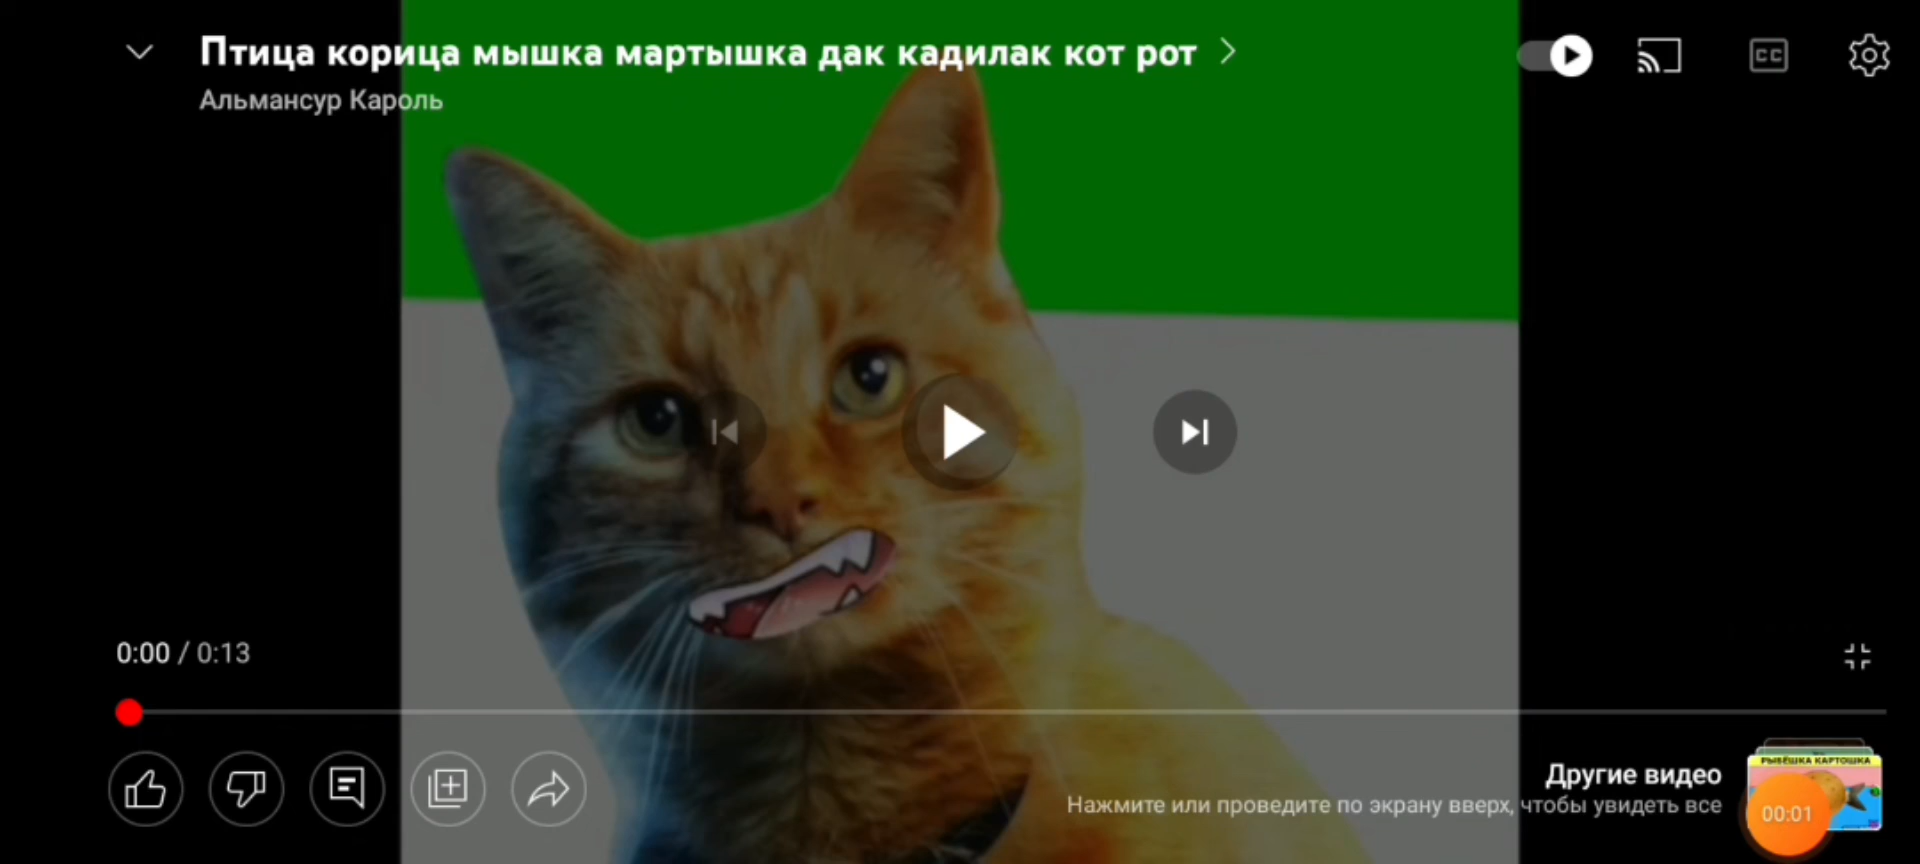 Птица корица мышка мартышка дак кадилак кот рот
Альмансур Кароль
CC
0:00 / 0:13
Другие видео
Нажмите или проведите по экрану вверх, чтобы увидеть все
РЫБЁШКА КАРТОШКА
00:01